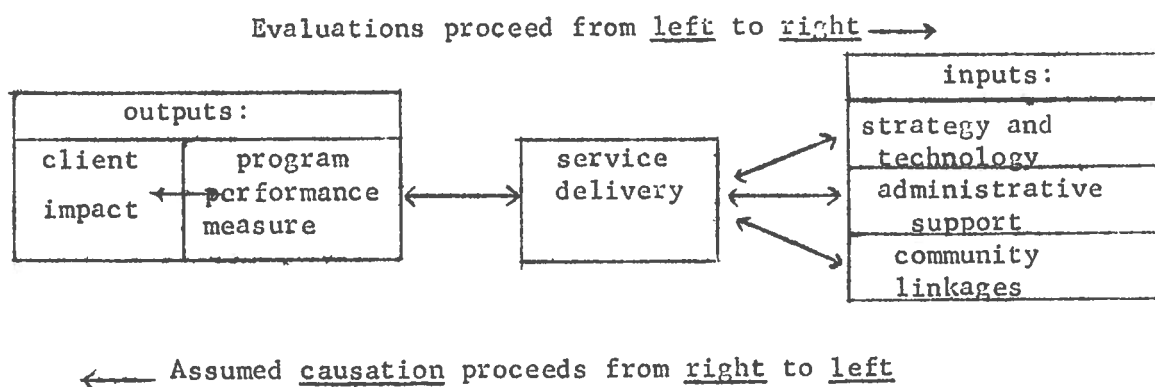 Evaluations proceed from left to right
outputs:
client
impact
program
performance
measure
service
delivery
inputs:
strategy and
technology
administrative
support
community
linkages
Assumed causation proceeds from right to left